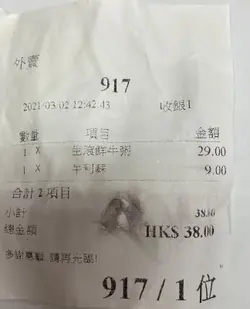 外賣
917
2021/03/02 12:42:43 收銀1
數量 項目 金額
1 X 生滾鮮牛粥 29.00
1 X 牛利酥 9.00
合計 2 項目
小計 38.00
總金額 HK$ 38.00
多謝惠顧, 請再光臨!
917 / 1 位